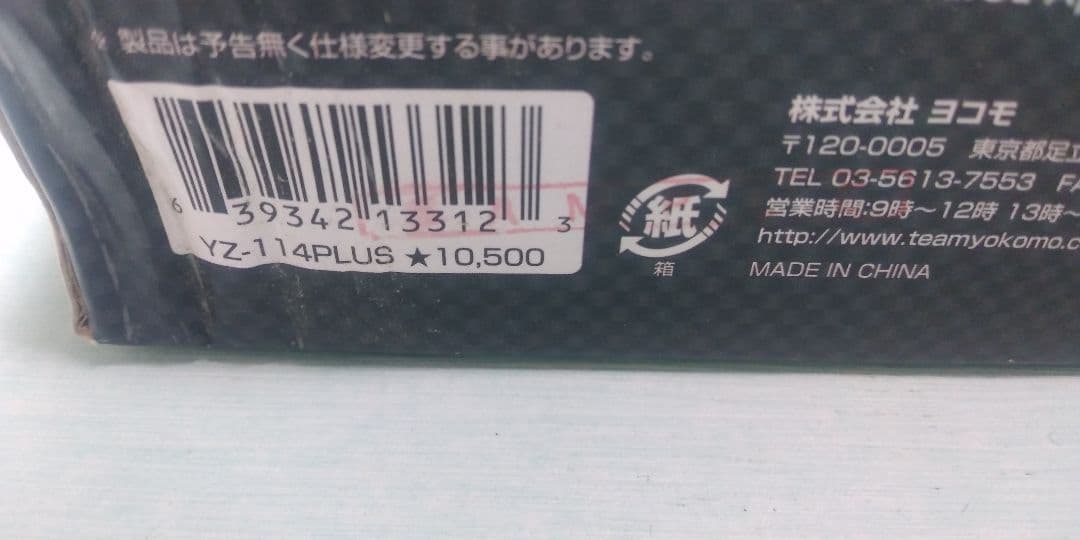 ※ 製品は予告無く仕様変更する事があります。
6 39342 13312 3
YZ-114PLUS ★10,500
紙
箱
株式会社 ヨコモ
〒120-0005 東京都足立
TEL 03-5613-7553 FA
営業時間:9時〜12時 13時〜
http://www.teamyokomo.c
MADE IN CHINA